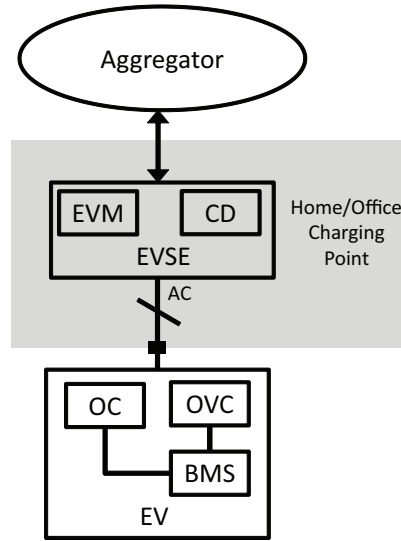 Aggregator
EVM
CD
EVSE
Home/Office
Charging
Point
AC
OC
OVC
BMS
EV